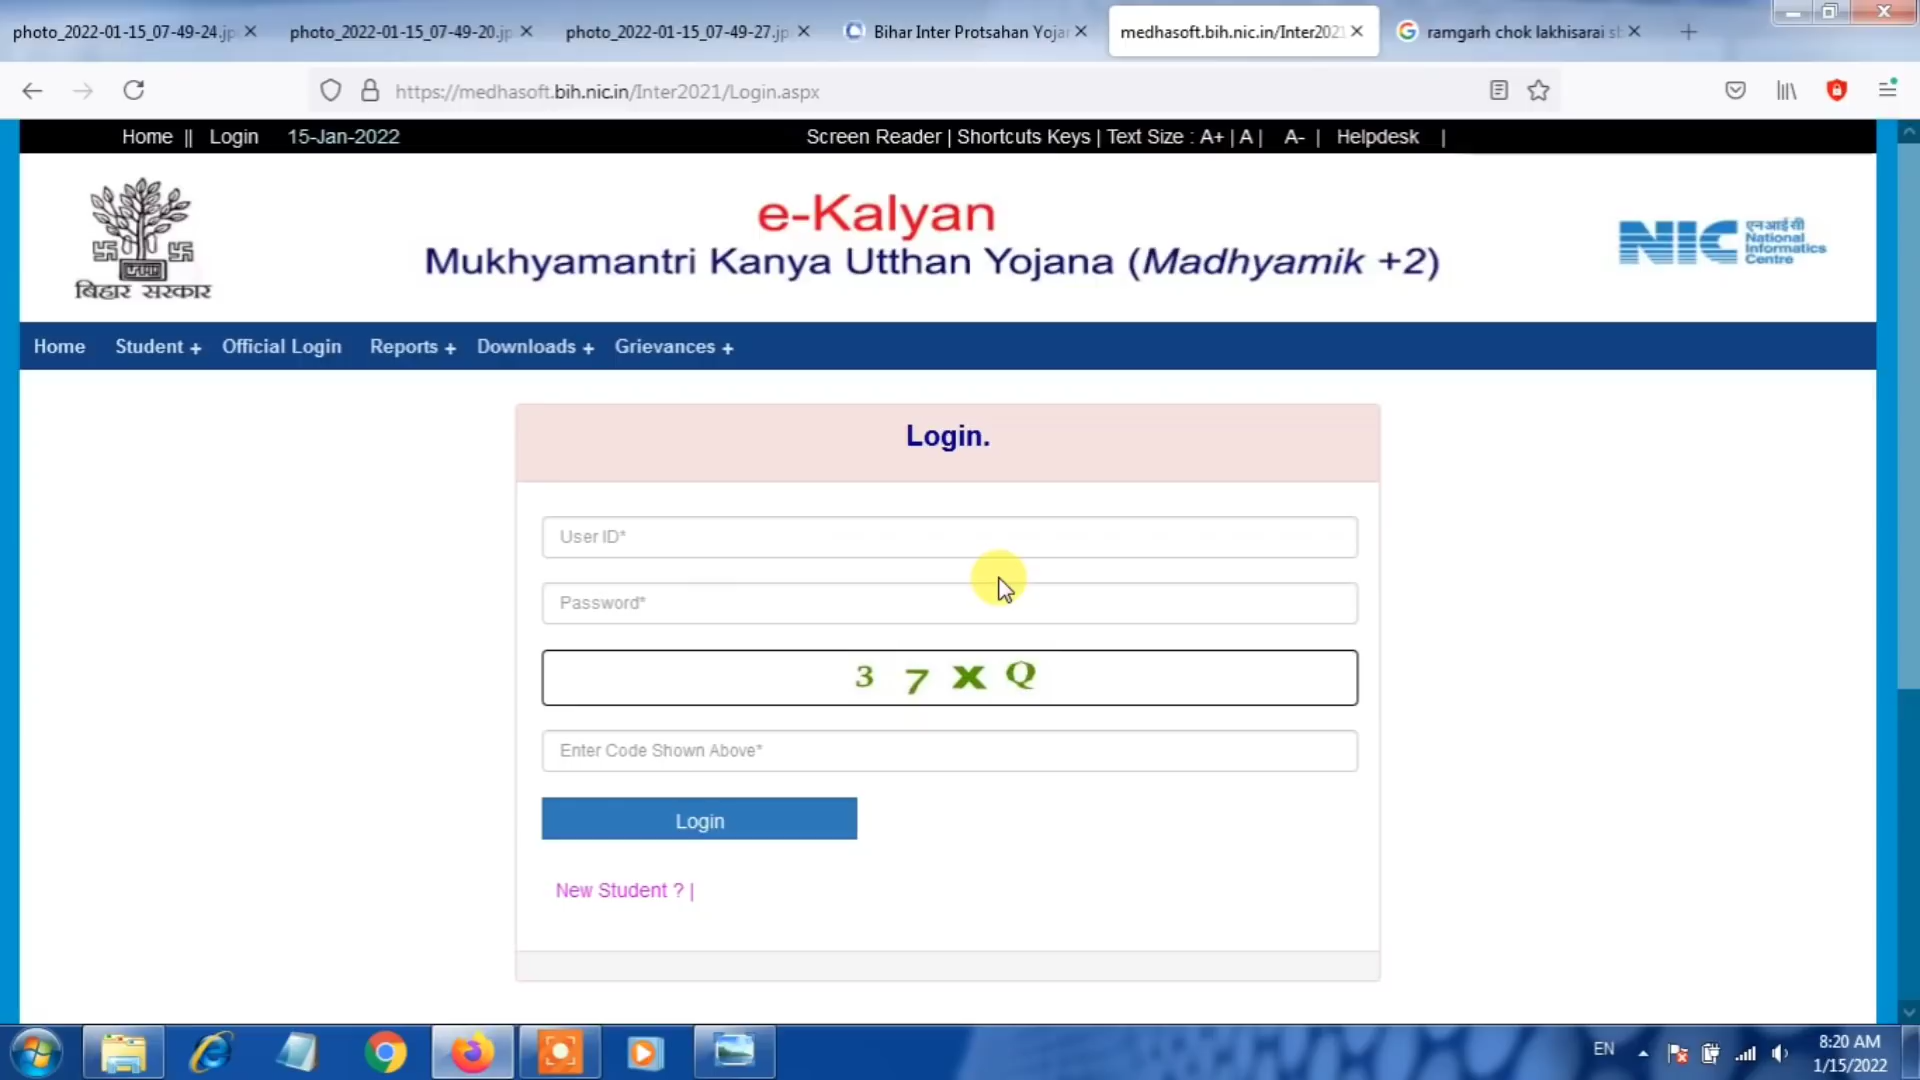 photo_2022-01-15_07-49-24.jp
photo_2022-01-15_07-49-20.jp
photo_2022-01-15_07-49-27.jp
Bihar Inter Protsahan Yojar
medhasoft.bih.nic.in/Inter2021
ramgarh chok lakhisarai
https://medhasoft.bih.nic.in/Inter2021/Login.aspx
Home || Login 15-Jan-2022
Screen Reader | Shortcuts Keys | Text Size : A+ | A | A- | Helpdesk |
बिहार सरकार
e-Kalyan
Mukhyamantri Kanya Utthan Yojana (Madhyamik +2)
NIC
एनआईसी
National
Informatics
Centre
Home Student + Official Login Reports + Downloads + Grievances +
Login.
User ID*
Password*
3 7 X Q
Enter Code Shown Above*
Login
New Student ? |
EN
8:20 AM
1/15/2022